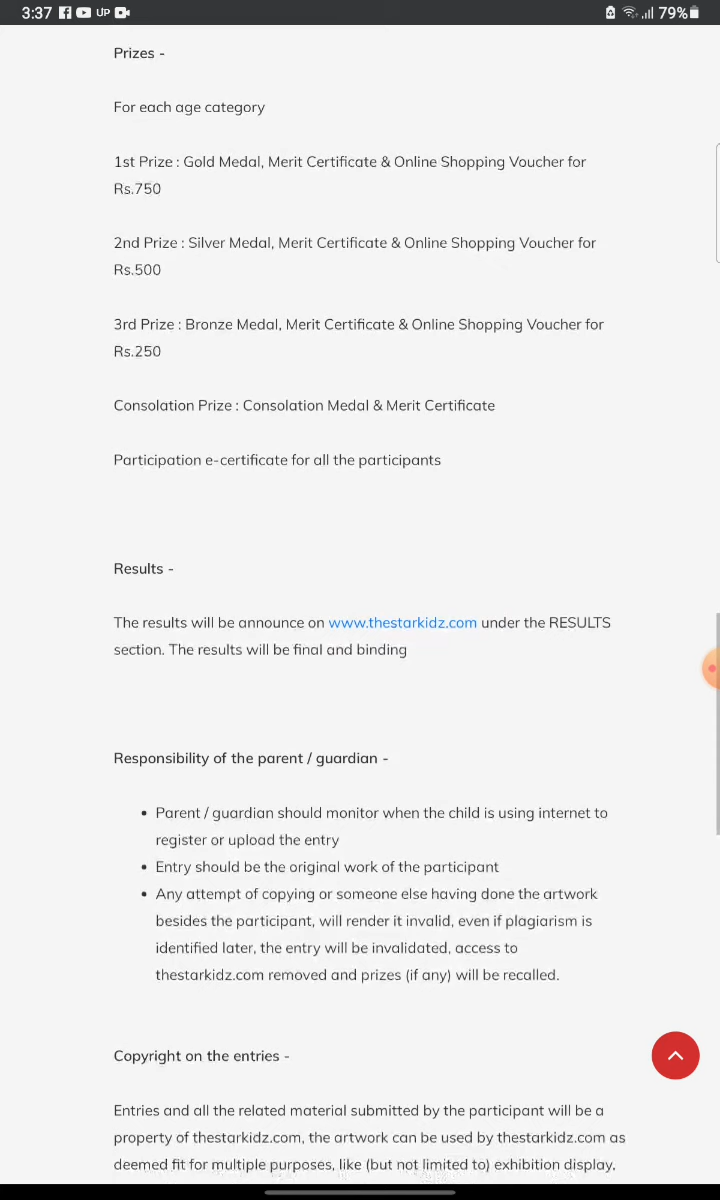 3:37 UP 79%
Prizes -
For each age category
1st Prize : Gold Medal, Merit Certificate & Online Shopping Voucher for
Rs.750
2nd Prize : Silver Medal, Merit Certificate & Online Shopping Voucher for
Rs.500
3rd Prize : Bronze Medal, Merit Certificate & Online Shopping Voucher for
Rs.250
Consolation Prize : Consolation Medal & Merit Certificate
Participation e-certificate for all the participants
Results -
The results will be announce on www.thestarkidz.com under the RESULTS
section. The results will be final and binding
Responsibility of the parent / guardian -
• Parent / guardian should monitor when the child is using internet to
register or upload the entry
• Entry should be the original work of the participant
• Any attempt of copying or someone else having done the artwork
besides the participant, will render it invalid, even if plagiarism is
identified later, the entry will be invalidated, access to
thestarkidz.com removed and prizes (if any) will be recalled.
Copyright on the entries -
Entries and all the related material submitted by the participant will be a
property of thestarkidz.com, the artwork can be used by thestarkidz.com as
deemed fit for multiple purposes, like (but not limited to) exhibition display,